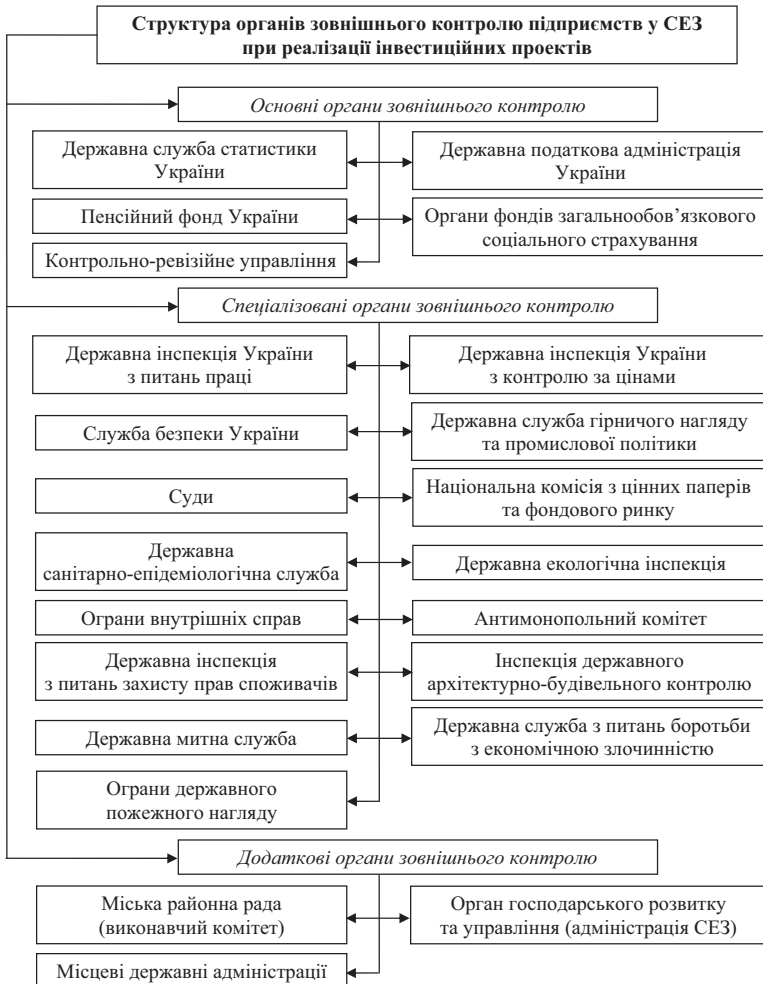 Структура органів зовнішнього контролю підприємств у СЕЗ
при реалізації інвестиційних проектів
Основні органи зовнішнього контролю
Державна служба статистики
України
Державна податкова адміністрація
України
Пенсійний фонд України
Органи фондів загальнообов’язкового
соціального страхування
Контрольно-ревізійне управління
Спеціалізовані органи зовнішнього контролю
Державна інспекція України
з питань праці
Державна інспекція України
з контролю за цінами
Служба безпеки України
Державна служба гірничого нагляду
та промислової політики
Суди
Національна комісія з цінних паперів
та фондового ринку
Державна
санітарно-епідеміологічна служба
Державна екологічна інспекція
Ограни внутрішніх справ
Антимонопольний комітет
Державна інспекція
з питань захисту прав споживачів
Інспекція державного
архітектурно-будівельного контролю
Державна митна служба
Державна служба з питань боротьби
з економічною злочинністю
Ограни державного
пожежного нагляду
Додаткові органи зовнішнього контролю
Міська районна рада
(виконавчий комітет)
Орган господарського розвитку
та управління (адміністрація СЕЗ)
Місцеві державні адміністрації